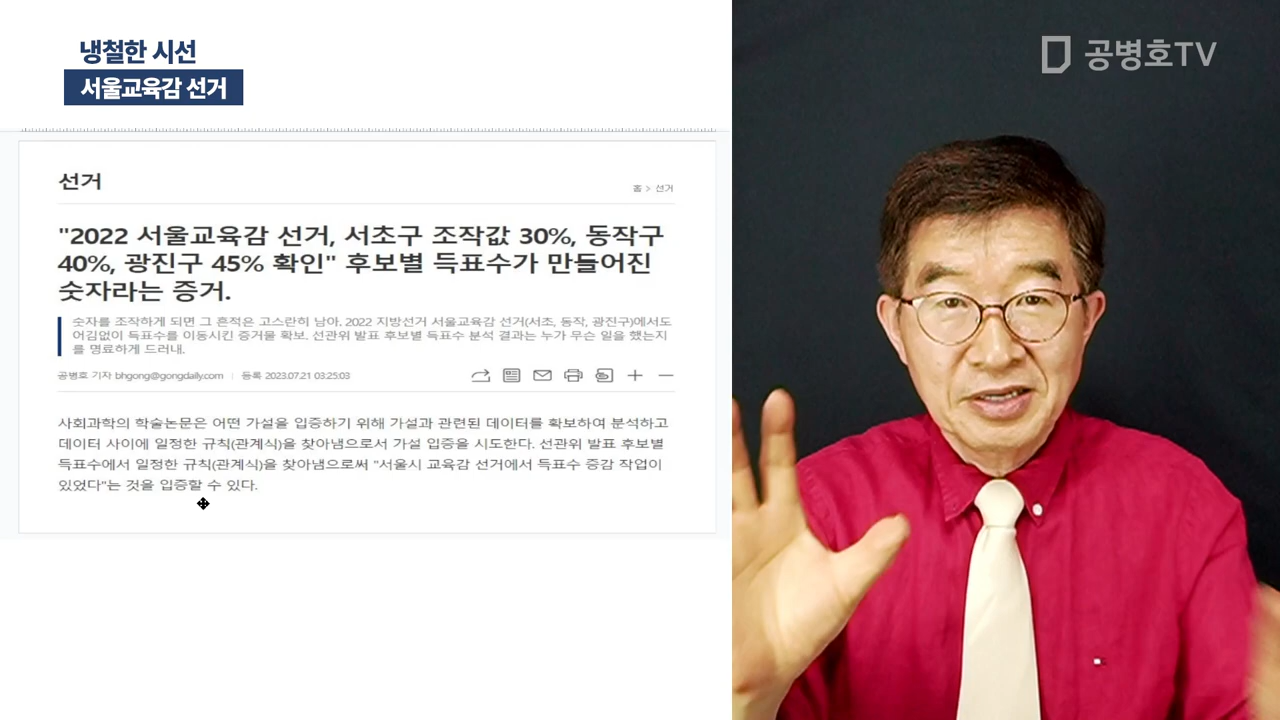 냉철한 시선
서울교육감 선거
공병호TV
선거
홈 > 선거
"2022 서울교육감 선거, 서초구 조작값 30%, 동작구
40%, 광진구 45% 확인" 후보별 득표수가 만들어진
숫자라는 증거.
숫자를 조작하게 되면 그 흔적은 고스란히 남아. 2022 지방선거 서울교육감 선거(서초, 동작, 광진구)에서도
어김없이 득표수를 이동시킨 증거물 확보. 선관위 발표 후보별 득표수 분석 결과는 누가 무슨 일을 했는지
를 명료하게 드러내.
공병호 기자 bhgong@gongdaily.com | 등록 2023.07.21 03:25:03
사회과학의 학술논문은 어떤 가설을 입증하기 위해 가설과 관련된 데이터를 확보하여 분석하고
데이터 사이에 일정한 규칙(관계식)을 찾아냄으로서 가설 입증을 시도한다. 선관위 발표 후보별
득표수에서 일정한 규칙(관계식)을 찾아냄으로써 "서울시 교육감 선거에서 득표수 증감 작업이
있었다"는 것을 입증할 수 있다.